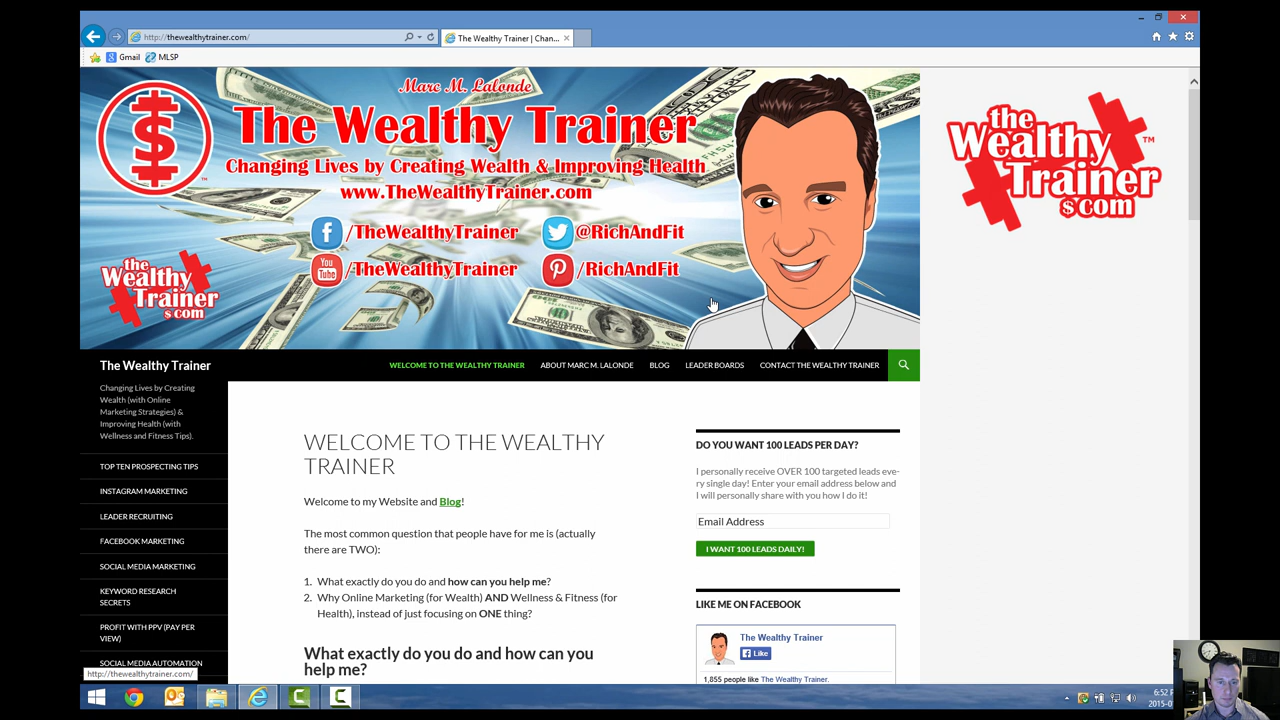 http://thewealthytrainer.com/
The Wealthy Trainer | Chan...
Gmail
MLSP
Marc M. Lalonde
The Wealthy Trainer
Changing Lives by Creating Wealth & Improving Health
www.TheWealthyTrainer.com
/TheWealthyTrainer
@RichAndFit
You Tube
/TheWealthyTrainer
/RichAndFit
the
Wealthy
Trainer
$.com
the
Wealthy
Trainer
$.com
™
The Wealthy Trainer
WELCOME TO THE WEALTHY TRAINER
ABOUT MARC M. LALONDE
BLOG
LEADER BOARDS
CONTACT THE WEALTHY TRAINER
Changing Lives by Creating
Wealth (with Online
Marketing Strategies) &
Improving Health (with
Wellness and Fitness Tips).
TOP TEN PROSPECTING TIPS
INSTAGRAM MARKETING
LEADER RECRUITING
FACEBOOK MARKETING
SOCIAL MEDIA MARKETING
KEYWORD RESEARCH
SECRETS
PROFIT WITH PPV (PAY PER
VIEW)
SOCIAL MEDIA AUTOMATION
http://thewealthytrainer.com/
WELCOME TO THE WEALTHY
TRAINER
Welcome to my Website and Blog!
The most common question that people have for me is (actually
there are TWO):
1. What exactly do you do and how can you help me?
2. Why Online Marketing (for Wealth) AND Wellness & Fitness (for
Health), instead of just focusing on ONE thing?
What exactly do you do and how can you
help me?
DO YOU WANT 100 LEADS PER DAY?
I personally receive OVER 100 targeted leads eve-
ry single day! Enter your email address below and
I will personally share with you how I do it!
Email Address
I WANT 100 LEADS DAILY!
LIKE ME ON FACEBOOK
The Wealthy Trainer
Like
1,855 people like The Wealthy Trainer.
6:52 P